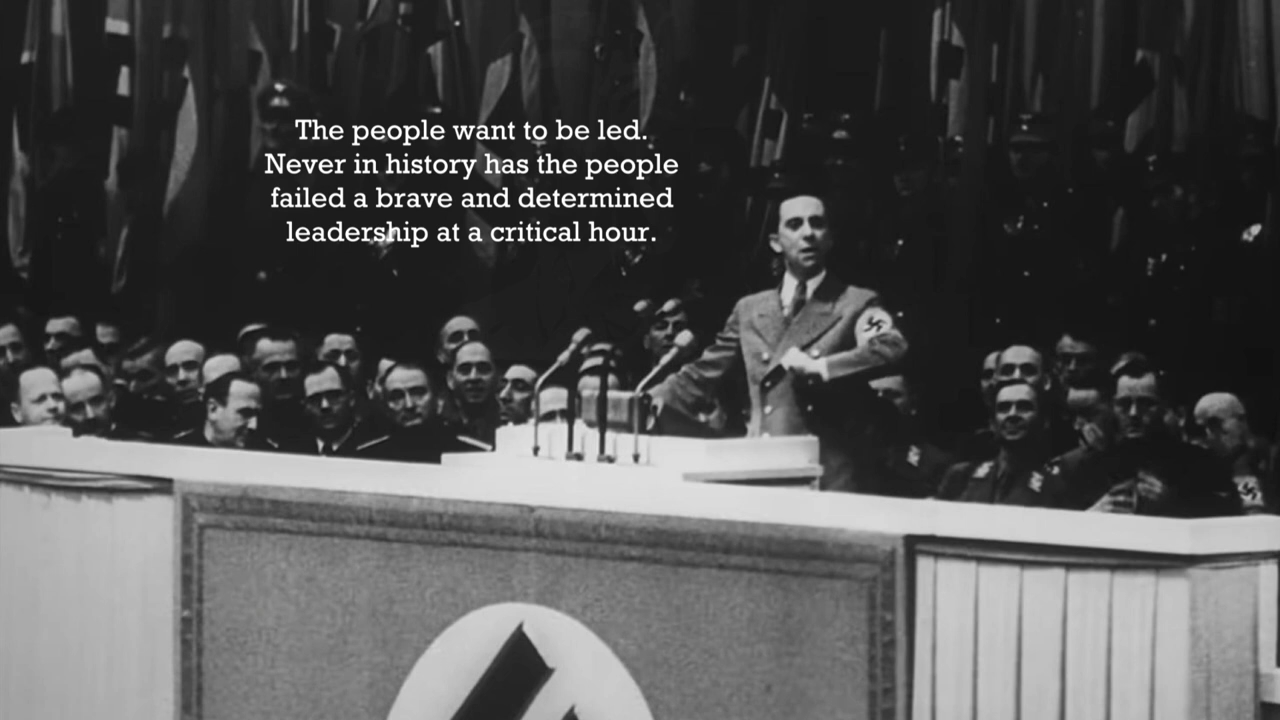 The people want to be led.
Never in history has the people
failed a brave and determined
leadership at a critical hour.